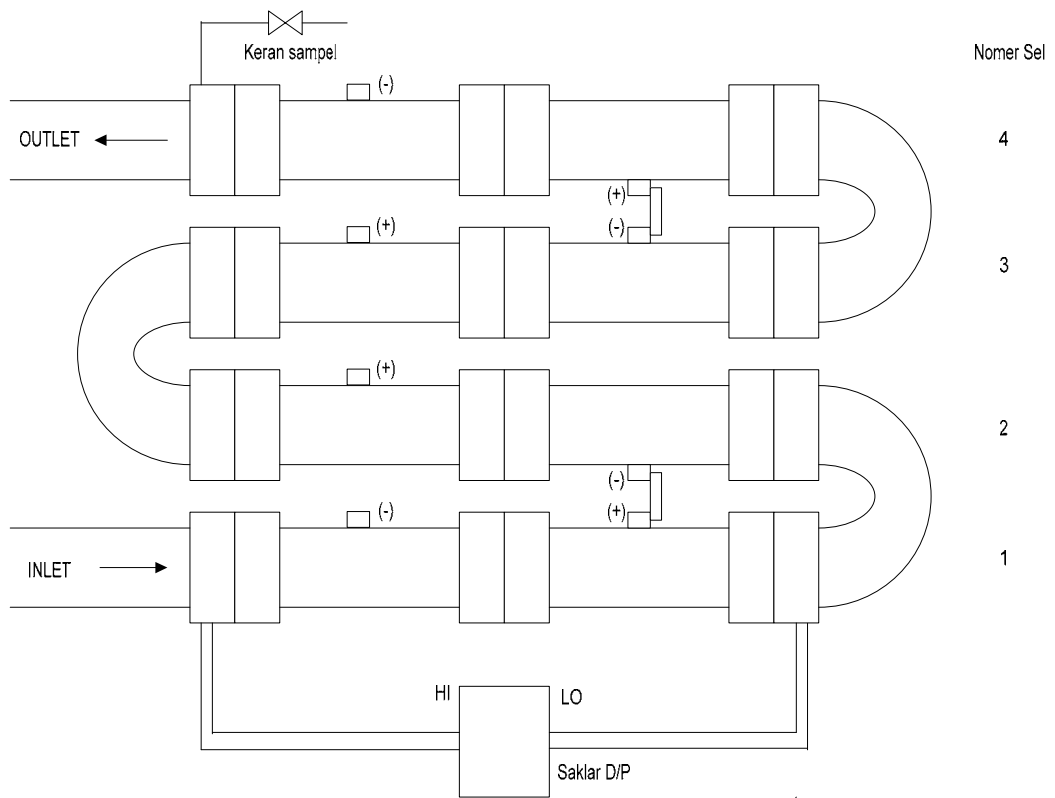 Keran sampel
Nomer Sel
(-)
OUTLET
4
(+)
(+)
(-)
3
(+)
2
(-)
(-)
(+)
INLET
1
HI
LO
Saklar D/P